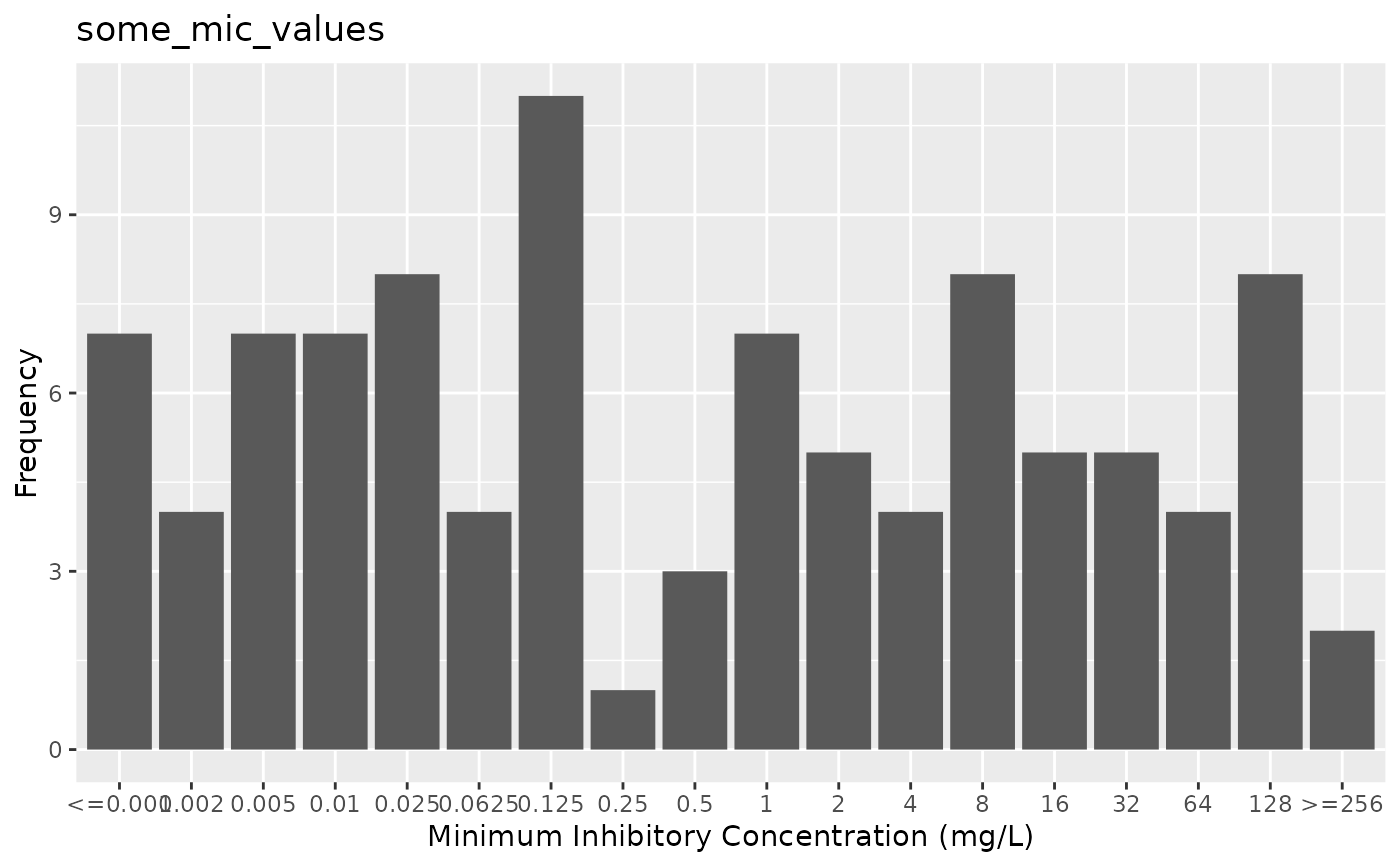 some_mic_values
Frequency
9
6
3
0
<=0.001 0.002 0.005 0.01 0.025 0.0625 0.125 0.25 0.5 1 2 4 8 16 32 64 128 >=256
Minimum Inhibitory Concentration (mg/L)